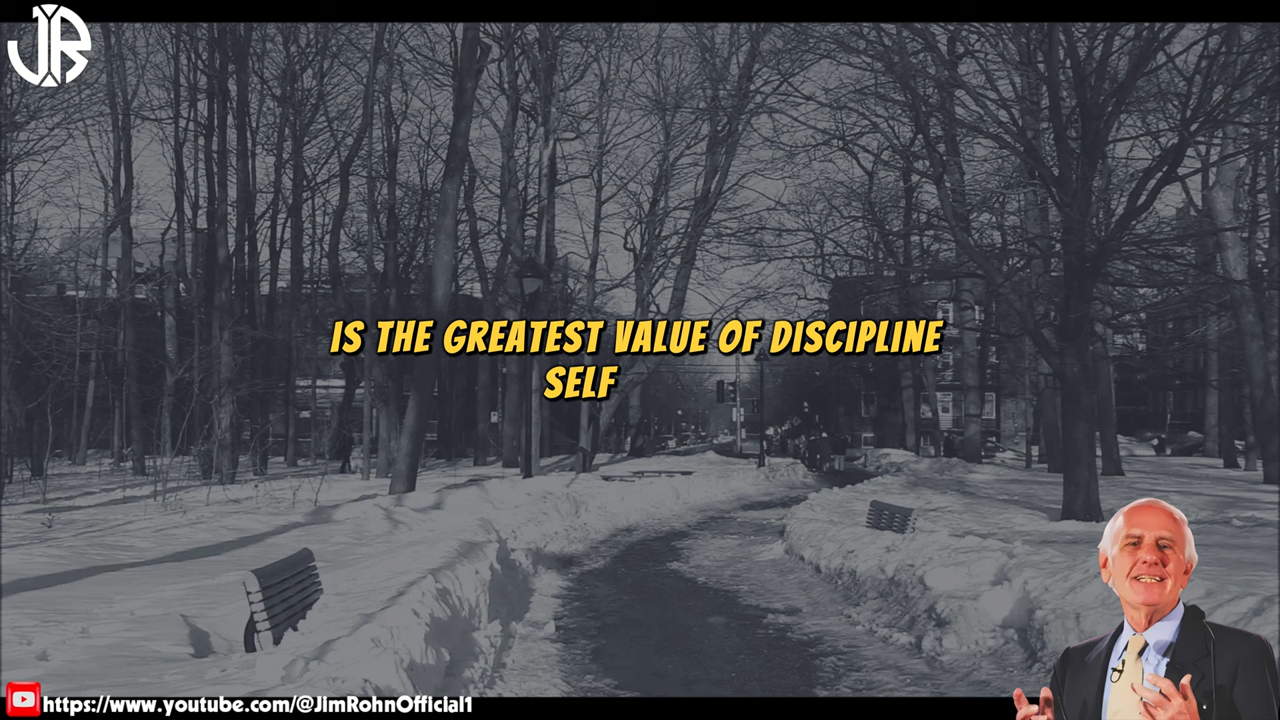 JR
IS THE GREATEST VALUE OF DISCIPLINE
SELF
https://www.youtube.com/@JImRohnOfficial1